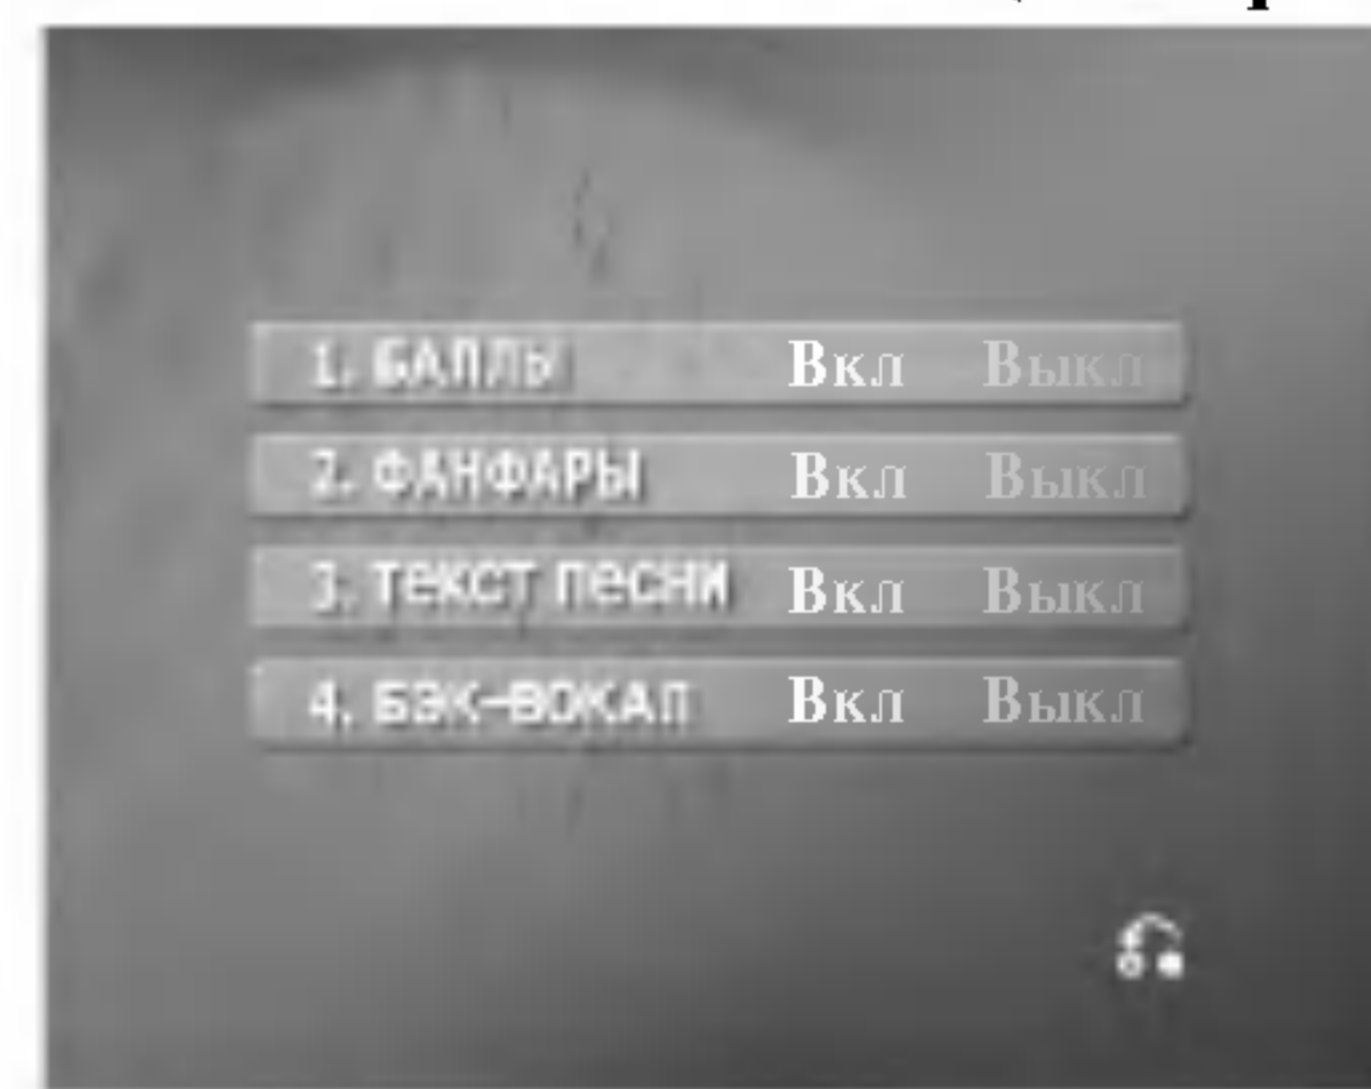 1. БАЛЛЫ Вкл Выкл
2. ФАНФАРЫ Вкл Выкл
3. ТЕКСТ ПЕСНИ Вкл Выкл
4. БЭК-ВОКАЛ Вкл Выкл